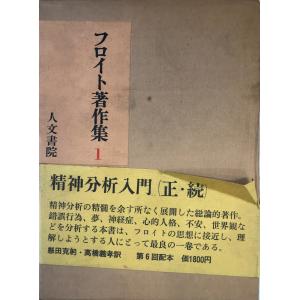 フロイト著作集
1
人文書院
精神分析入門(正・続)
精神分析の精髄を余す所なく展開した総論的著作。
錯誤行為、夢、神経症、心的人格、不安、世界観な
どを分析する本書は、フロイトの思想に接近し、理
解しようとする人にとって最良の一巻である。
懸田克躬・高橋義孝訳 第6回配本 価1800円